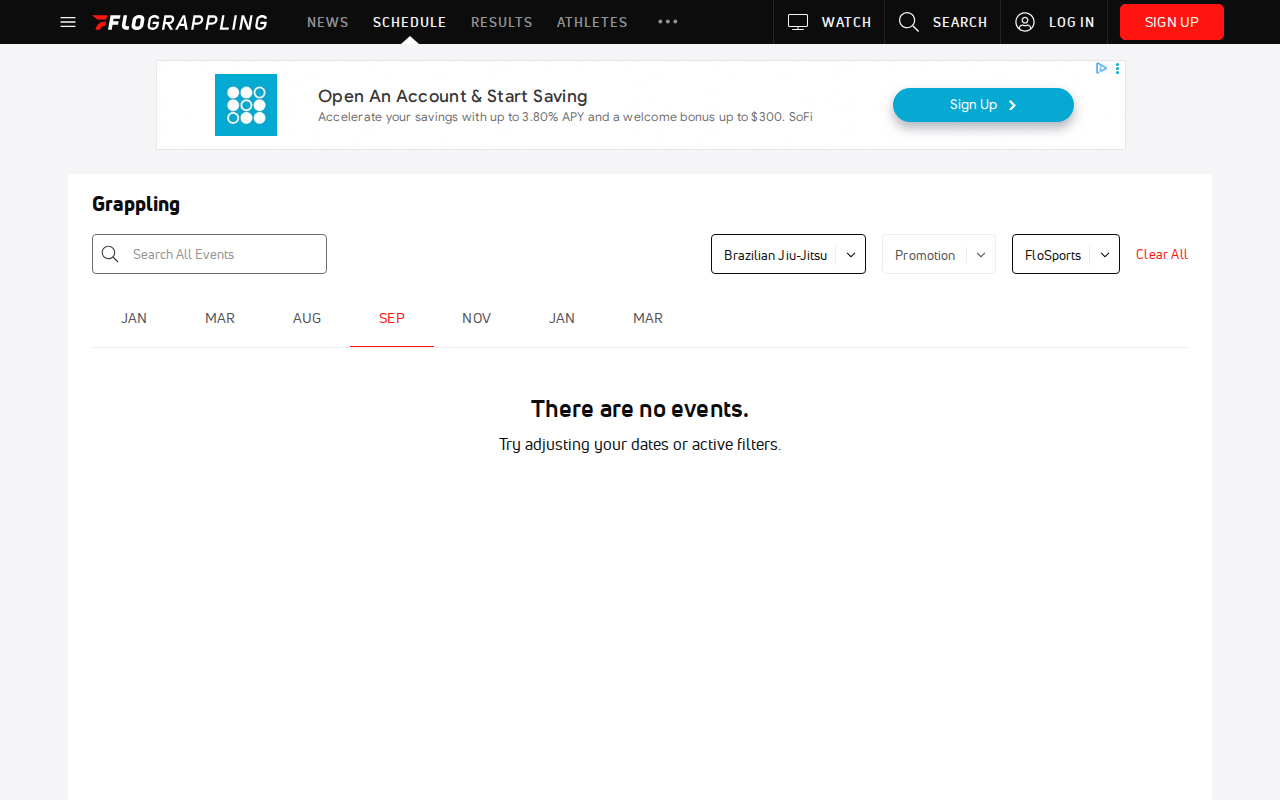 FLOGRAPPLING NEWS SCHEDULE RESULTS ATHLETES ••• WATCH SEARCH LOG IN SIGN UP
Open An Account & Start Saving
Accelerate your savings with up to 3.80% APY and a welcome bonus up to $300. SoFi
Sign Up
Grappling
Search All Events Brazilian Jiu-Jitsu Promotion FloSports Clear All
JAN MAR AUG SEP NOV JAN MAR
There are no events.
Try adjusting your dates or active filters.